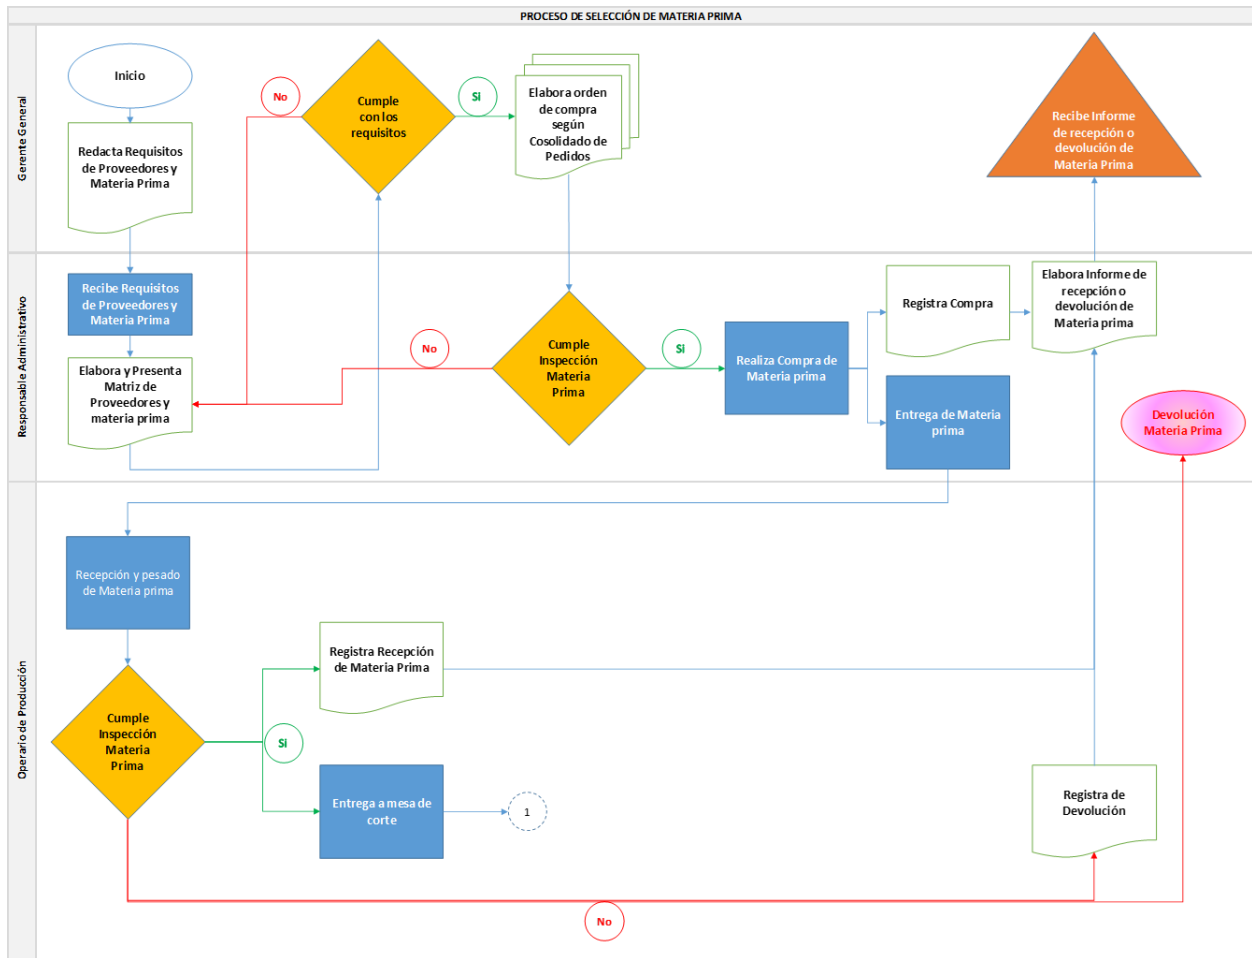 PROCESO DE SELECCIÓN DE MATERIA PRIMA
Gerente General
Inicio
Redacta Requisitos
de Proveedores y
Materia Prima
No
Cumple
con los
requisitos
Si
Elabora orden
de compra
según
Cosolidado de
Pedidos
Recibe Informe
de recepción o
devolución de
Materia Prima
Responsable Administrativo
Recibe Requisitos
de Proveedores y
Materia Prima
Elabora y Presenta
Matriz de
Proveedores y
materia prima
No
Cumple
Inspección
Materia
Prima
Si
Realiza Compra de
Materia prima
Registra Compra
Entrega de Materia
prima
Elabora Informe de
recepción o
devolución de
Materia prima
Devolución
Materia Prima
Operario de Producción
Recepción y pesado
de Materia prima
Cumple
Inspección
Materia
Prima
Si
Registra Recepción
de Materia Prima
Entrega a mesa de
corte
1
Registra de
Devolución
No